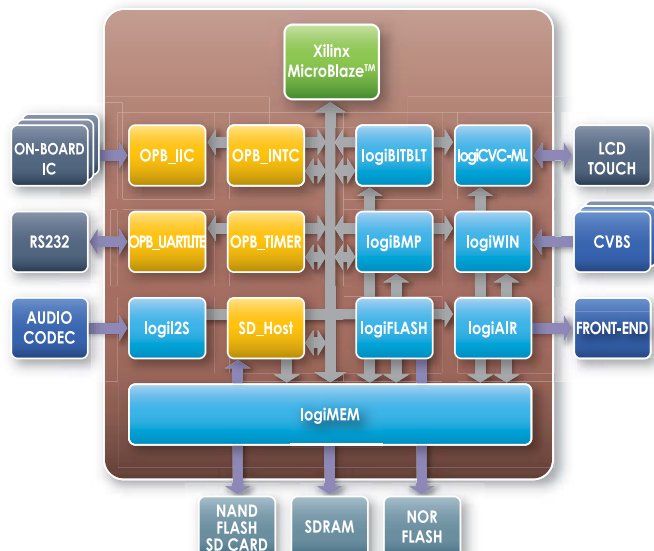 Xilinx
MicroBlaze™
ON-BOARD
IC
OPB_IIC
OPB_INTC
logiBITBLT
logiCVC-ML
LCD
TOUCH
RS232
OPB_UARTLITE
OPB_TIMER
logiBMP
logiWIN
CVBS
AUDIO
CODEC
logiI2S
SD_Host
logiFLASH
logiAIR
FRONT-END
logiMEM
NAND
FLASH
SD CARD
SDRAM
NOR
FLASH